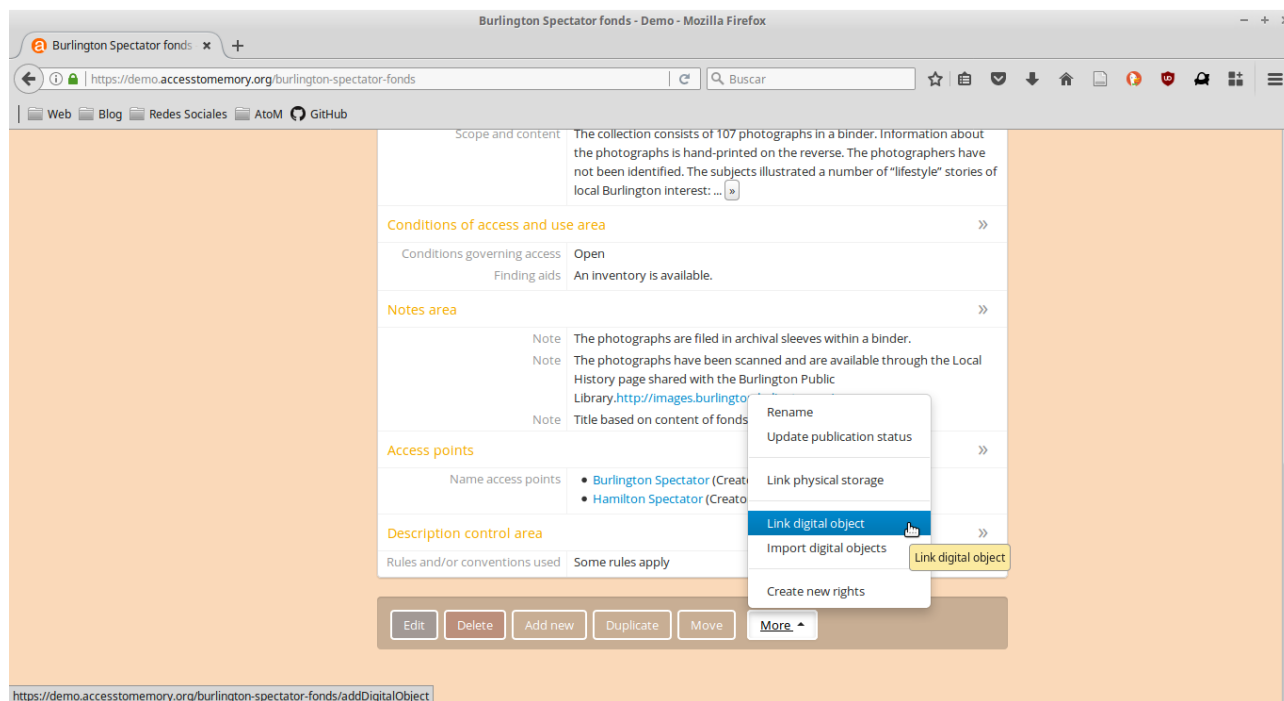 Burlington Spectator fonds - Demo - Mozilla Firefox
Burlington Spectator fonds
https://demo.accesstomemory.org/burlington-spectator-fonds
Buscar
Web Blog Redes Sociales AtoM GitHub
Scope and content The collection consists of 107 photographs in a binder. Information about
the photographs is hand-printed on the reverse. The photographers have
not been identified. The subjects illustrated a number of “lifestyle” stories of
local Burlington interest: ... »
Conditions of access and use area »
Conditions governing access Open
Finding aids An inventory is available.
Notes area »
Note The photographs are filed in archival sleeves within a binder.
Note The photographs have been scanned and are available through the Local
History page shared with the Burlington Public
Library.http://images.burlington
Note Title based on content of fonds
Rename
Update publication status
Access points »
Name access points • Burlington Spectator (Creato
• Hamilton Spectator (Creato
Link physical storage
Link digital object
Import digital objects
Link digital object
Create new rights
Description control area »
Rules and/or conventions used Some rules apply
Edit Delete Add new Duplicate Move More
https://demo.accesstomemory.org/burlington-spectator-fonds/addDigitalObject